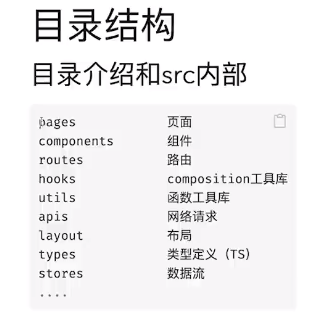 目录结构
目录介绍和src内部
pages 页面
components 组件
routes 路由
hooks composition工具库
utils 函数工具库
apis 网络请求
layout 布局
types 类型定义（TS）
stores 数据流
....